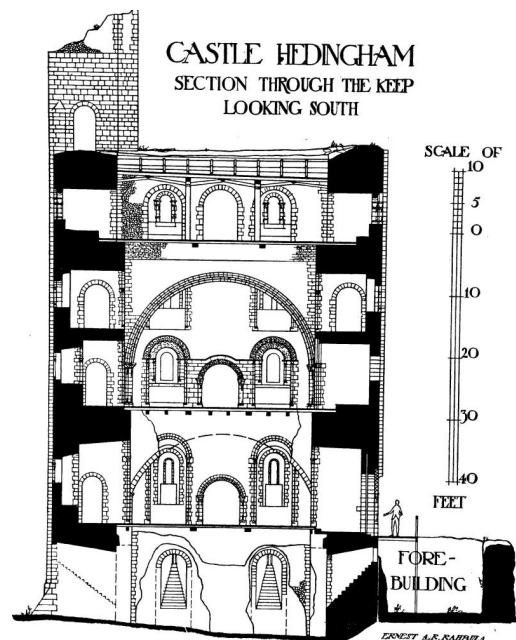 CASTLE HEDINGHAM
SECTION THROUGH THE KEEP
LOOKING SOUTH
SCALE OF
10
5
0
10
20
30
40
FEET
FORE-
BUILDING
ERNEST A.R.